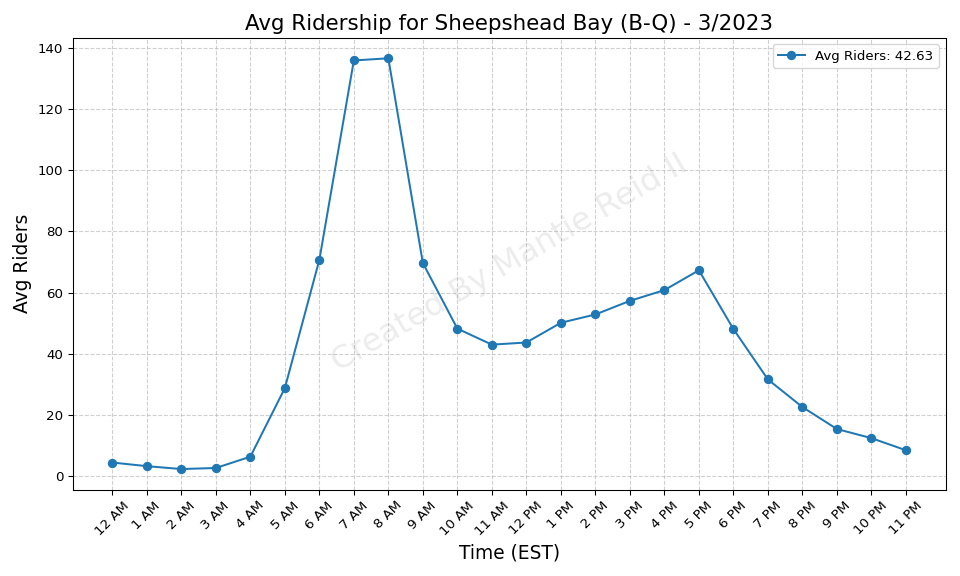 Avg Ridership for Sheepshead Bay (B-Q) - 3/2023
Avg Riders: 42.63
Avg Riders
140
120
100
80
60
40
20
0
Created By Mantie Reid II
12 AM
1 AM
2 AM
3 AM
4 AM
5 AM
6 AM
7 AM
8 AM
9 AM
10 AM
11 AM
12 PM
1 PM
2 PM
3 PM
4 PM
5 PM
6 PM
7 PM
8 PM
9 PM
10 PM
11 PM
Time (EST)